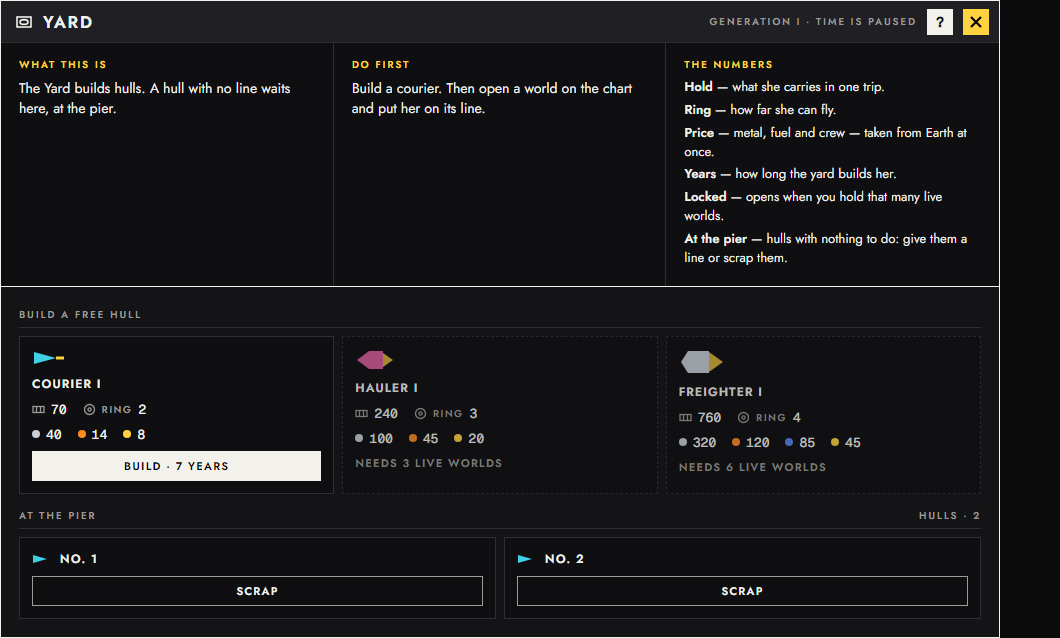 YARD
GENERATION I · TIME IS PAUSED
?
WHAT THIS IS
The Yard builds hulls. A hull with no line waits
here, at the pier.
DO FIRST
Build a courier. Then open a world on the chart
and put her on its line.
THE NUMBERS
Hold — what she carries in one trip.
Ring — how far she can fly.
Price — metal, fuel and crew — taken from Earth at
once.
Years — how long the yard builds her.
Locked — opens when you hold that many live
worlds.
At the pier — hulls with nothing to do: give them a
line or scrap them.
BUILD A FREE HULL
COURIER I
70 RING 2
40 14 8
BUILD · 7 YEARS
HAULER I
240 RING 3
100 45 20
NEEDS 3 LIVE WORLDS
FREIGHTER I
760 RING 4
320 120 85 45
NEEDS 6 LIVE WORLDS
AT THE PIER
HULLS · 2
NO. 1
SCRAP
NO. 2
SCRAP